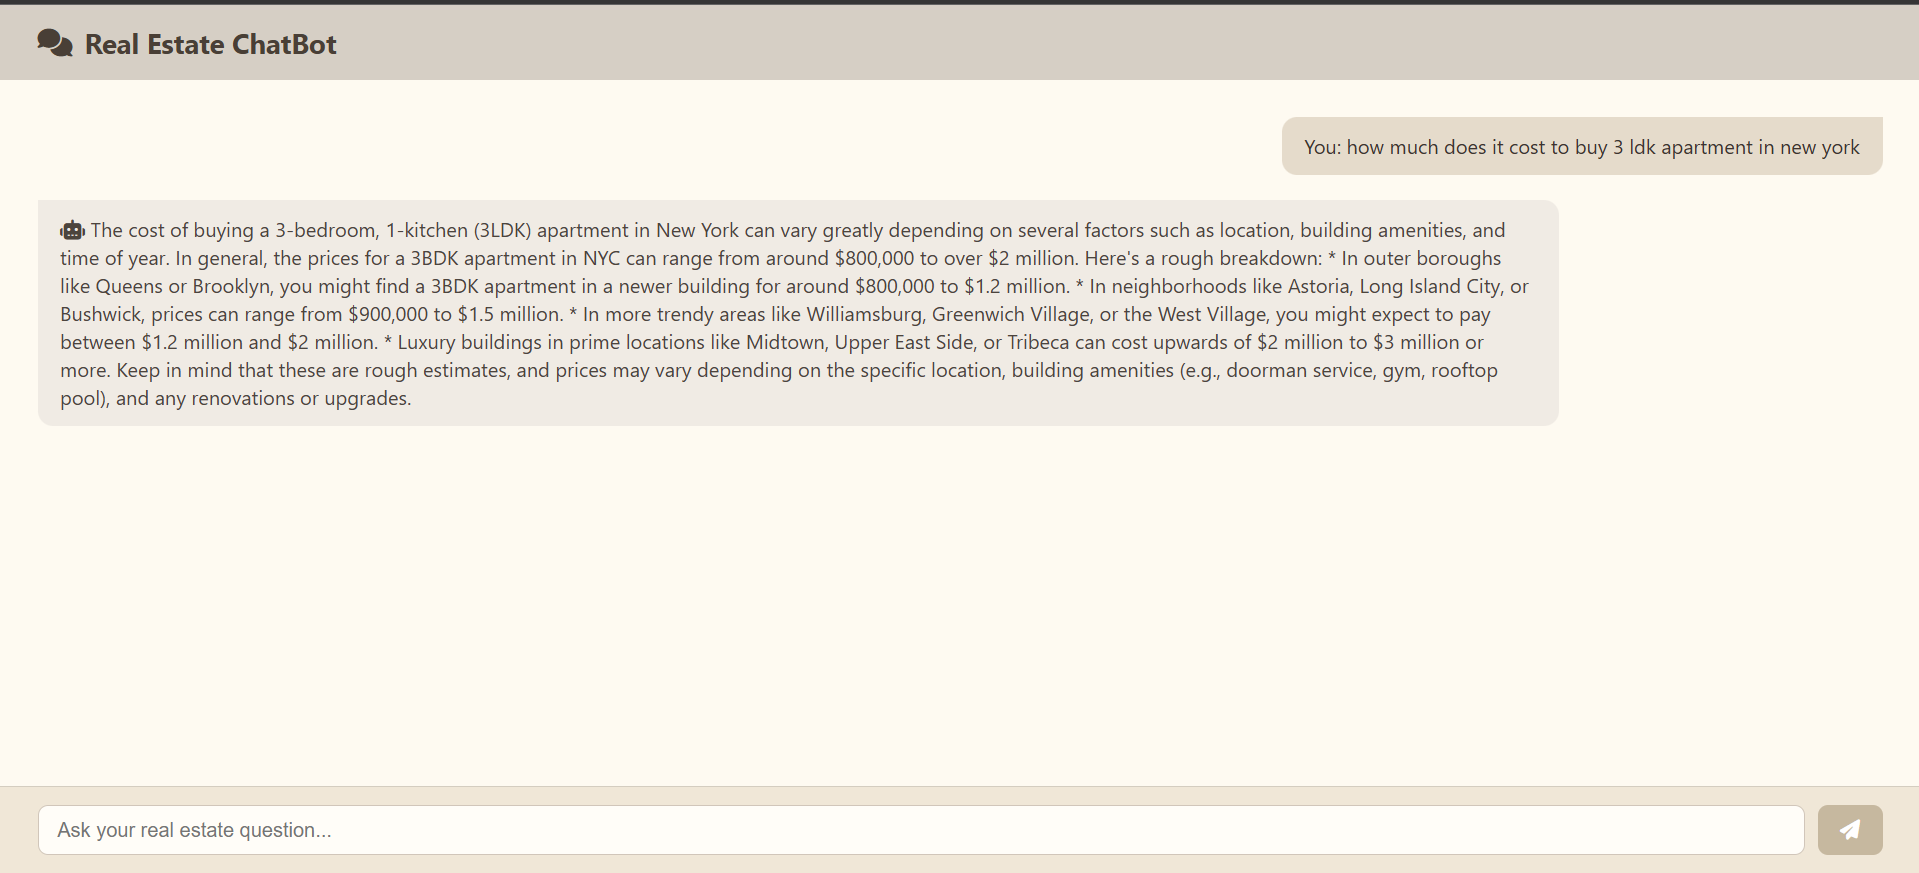 Real Estate ChatBot
You: how much does it cost to buy 3 ldk apartment in new york
The cost of buying a 3-bedroom, 1-kitchen (3LDK) apartment in New York can vary greatly depending on several factors such as location, building amenities, and
time of year. In general, the prices for a 3BDK apartment in NYC can range from around $800,000 to over $2 million. Here's a rough breakdown: * In outer boroughs
like Queens or Brooklyn, you might find a 3BDK apartment in a newer building for around $800,000 to $1.2 million. * In neighborhoods like Astoria, Long Island City, or
Bushwick, prices can range from $900,000 to $1.5 million. * In more trendy areas like Williamsburg, Greenwich Village, or the West Village, you might expect to pay
between $1.2 million and $2 million. * Luxury buildings in prime locations like Midtown, Upper East Side, or Tribeca can cost upwards of $2 million to $3 million or
more. Keep in mind that these are rough estimates, and prices may vary depending on the specific location, building amenities (e.g., doorman service, gym, rooftop
pool), and any renovations or upgrades.
Ask your real estate question...